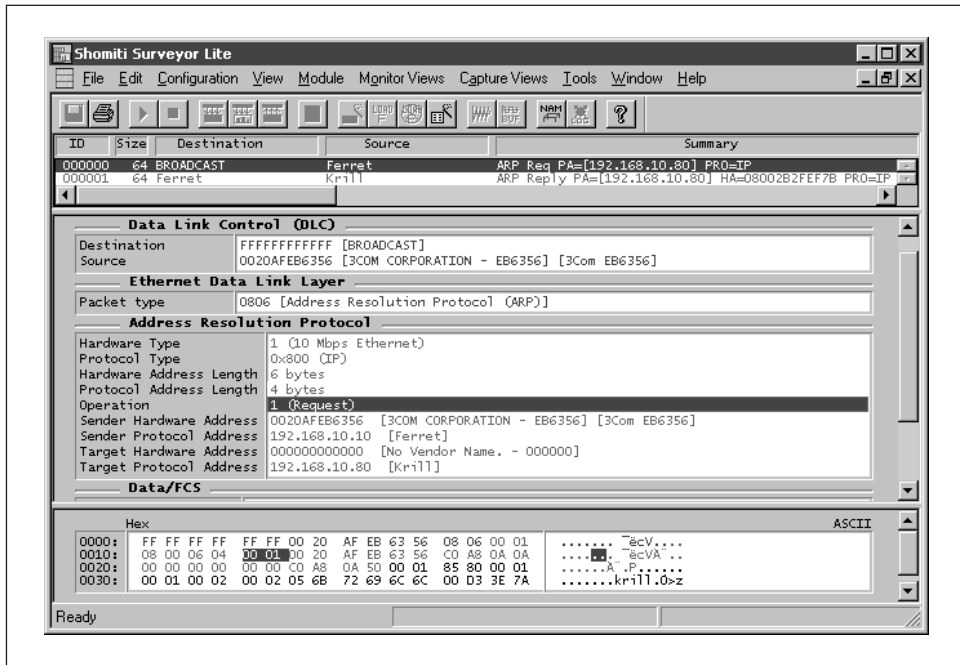 Shomiti Surveyor Lite
File Edit Configuration View Module Monitor Views Capture Views Tools Window Help
NAM
ID Size Destination Source Summary
000000 64 BROADCAST Ferret ARP Req PA=[192.168.10.80] PRO=IP
000001 64 Ferret Krill ARP Reply PA=[192.168.10.80] HA=08002B2FEF7B PRO=IP
Data Link Control (DLC)
Destination FFFFFFFFFFFF [BROADCAST]
Source 0020AFEB6356 [3COM CORPORATION - EB6356] [3Com EB6356]
Ethernet Data Link Layer
Packet type 0806 [Address Resolution Protocol (ARP)]
Address Resolution Protocol
Hardware Type 1 (10 Mbps Ethernet)
Protocol Type 0x800 (IP)
Hardware Address Length 6 bytes
Protocol Address Length 4 bytes
Operation 1 (Request)
Sender Hardware Address 0020AFEB6356 [3COM CORPORATION - EB6356] [3Com EB6356]
Sender Protocol Address 192.168.10.10 [Ferret]
Target Hardware Address 000000000000 [No Vendor Name. - 000000]
Target Protocol Address 192.168.10.80 [Krill]
Data/FCS
Hex ASCII
0000: FF FF FF FF FF FF 00 20 AF EB 63 56 08 06 00 01 ....... ¯ëcV....
0010: 08 00 06 04 00 01 00 20 AF EB 63 56 C0 A8 0A 0A ....... ¯ëcVÀ¨..
0020: 00 00 00 00 00 00 C0 A8 0A 50 00 01 85 80 00 01 ......À¨.P......
0030: 00 01 00 02 00 02 05 6B 72 69 6C 6C 00 D3 3E 7A .......krill.Ó>z
Ready